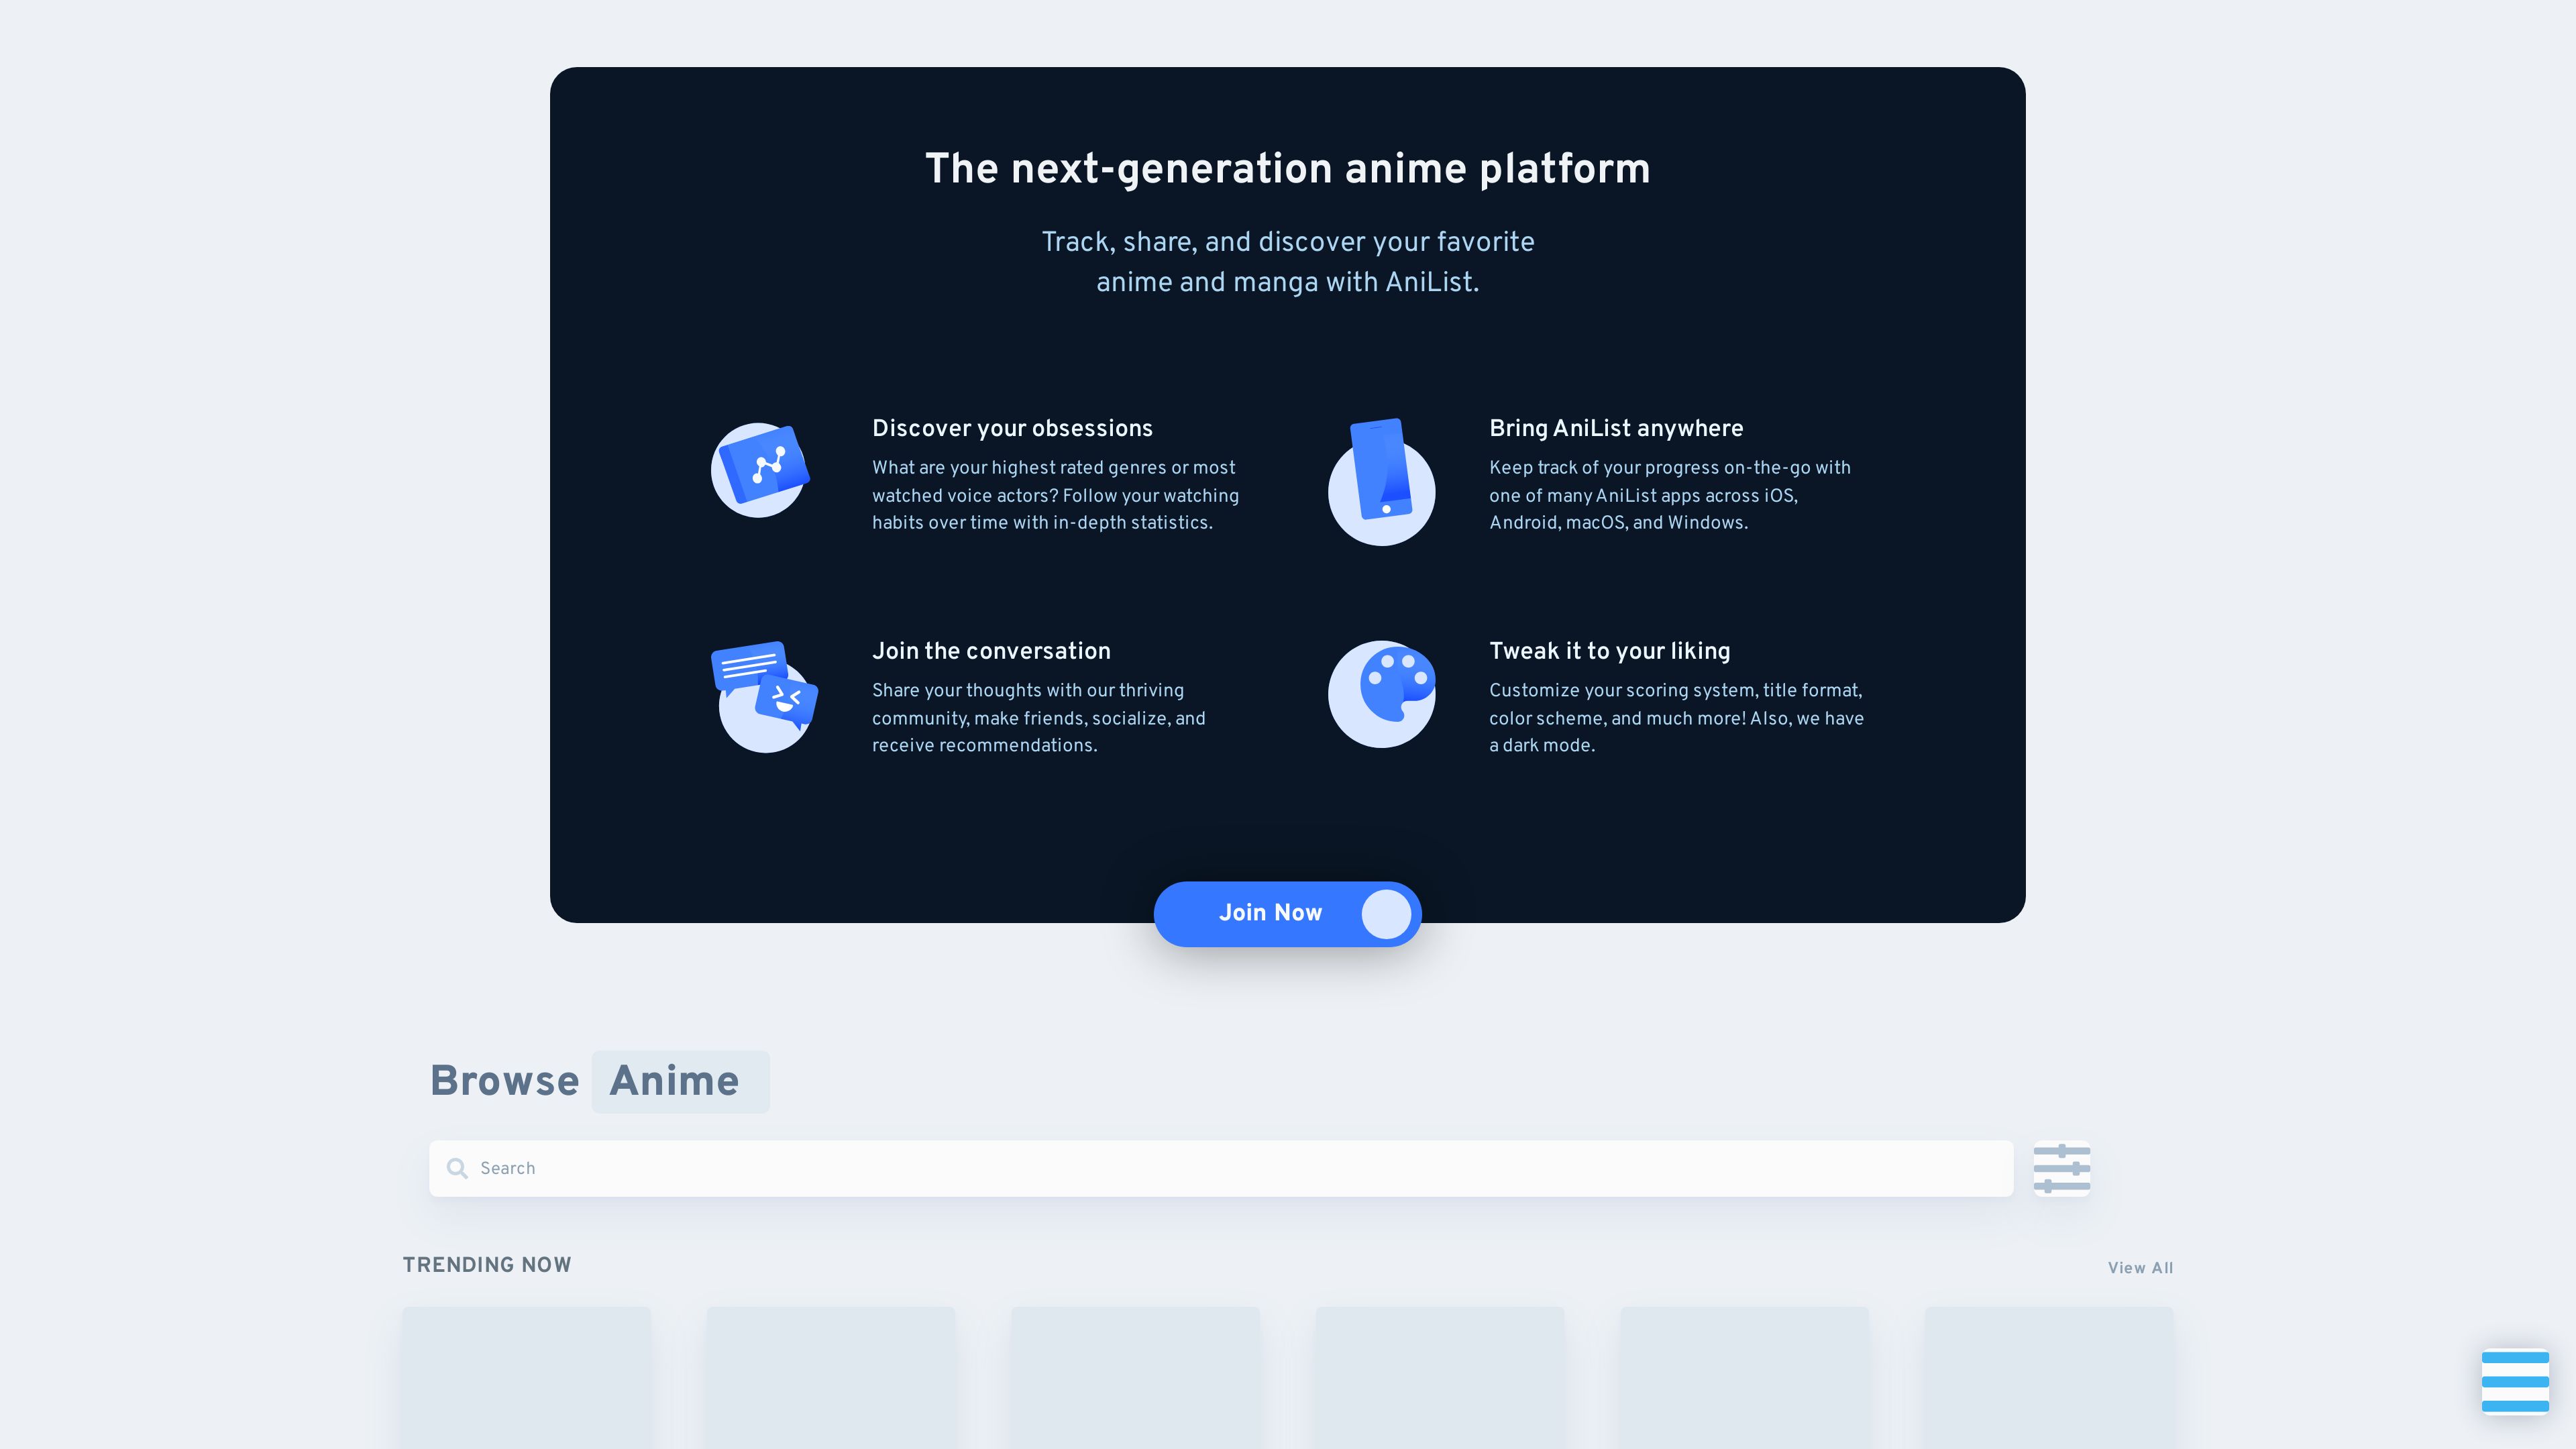 The next-generation anime platform
Track, share, and discover your favorite
anime and manga with AniList.
Discover your obsessions
What are your highest rated genres or most
watched voice actors? Follow your watching
habits over time with in-depth statistics.
Bring AniList anywhere
Keep track of your progress on-the-go with
one of many AniList apps across iOS,
Android, macOS, and Windows.
Join the conversation
Share your thoughts with our thriving
community, make friends, socialize, and
receive recommendations.
Tweak it to your liking
Customize your scoring system, title format,
color scheme, and much more! Also, we have
a dark mode.
Join Now
Browse Anime
Search
TRENDING NOW
View All